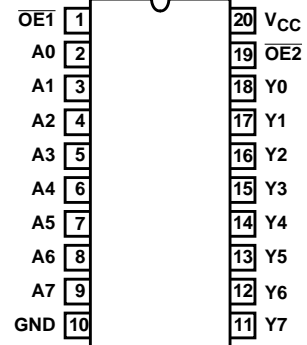 OE1 1 20 VCC
A0 2 19 OE2
A1 3 18 Y0
A2 4 17 Y1
A3 5 16 Y2
A4 6 15 Y3
A5 7 14 Y4
A6 8 13 Y5
A7 9 12 Y6
GND 10 11 Y7